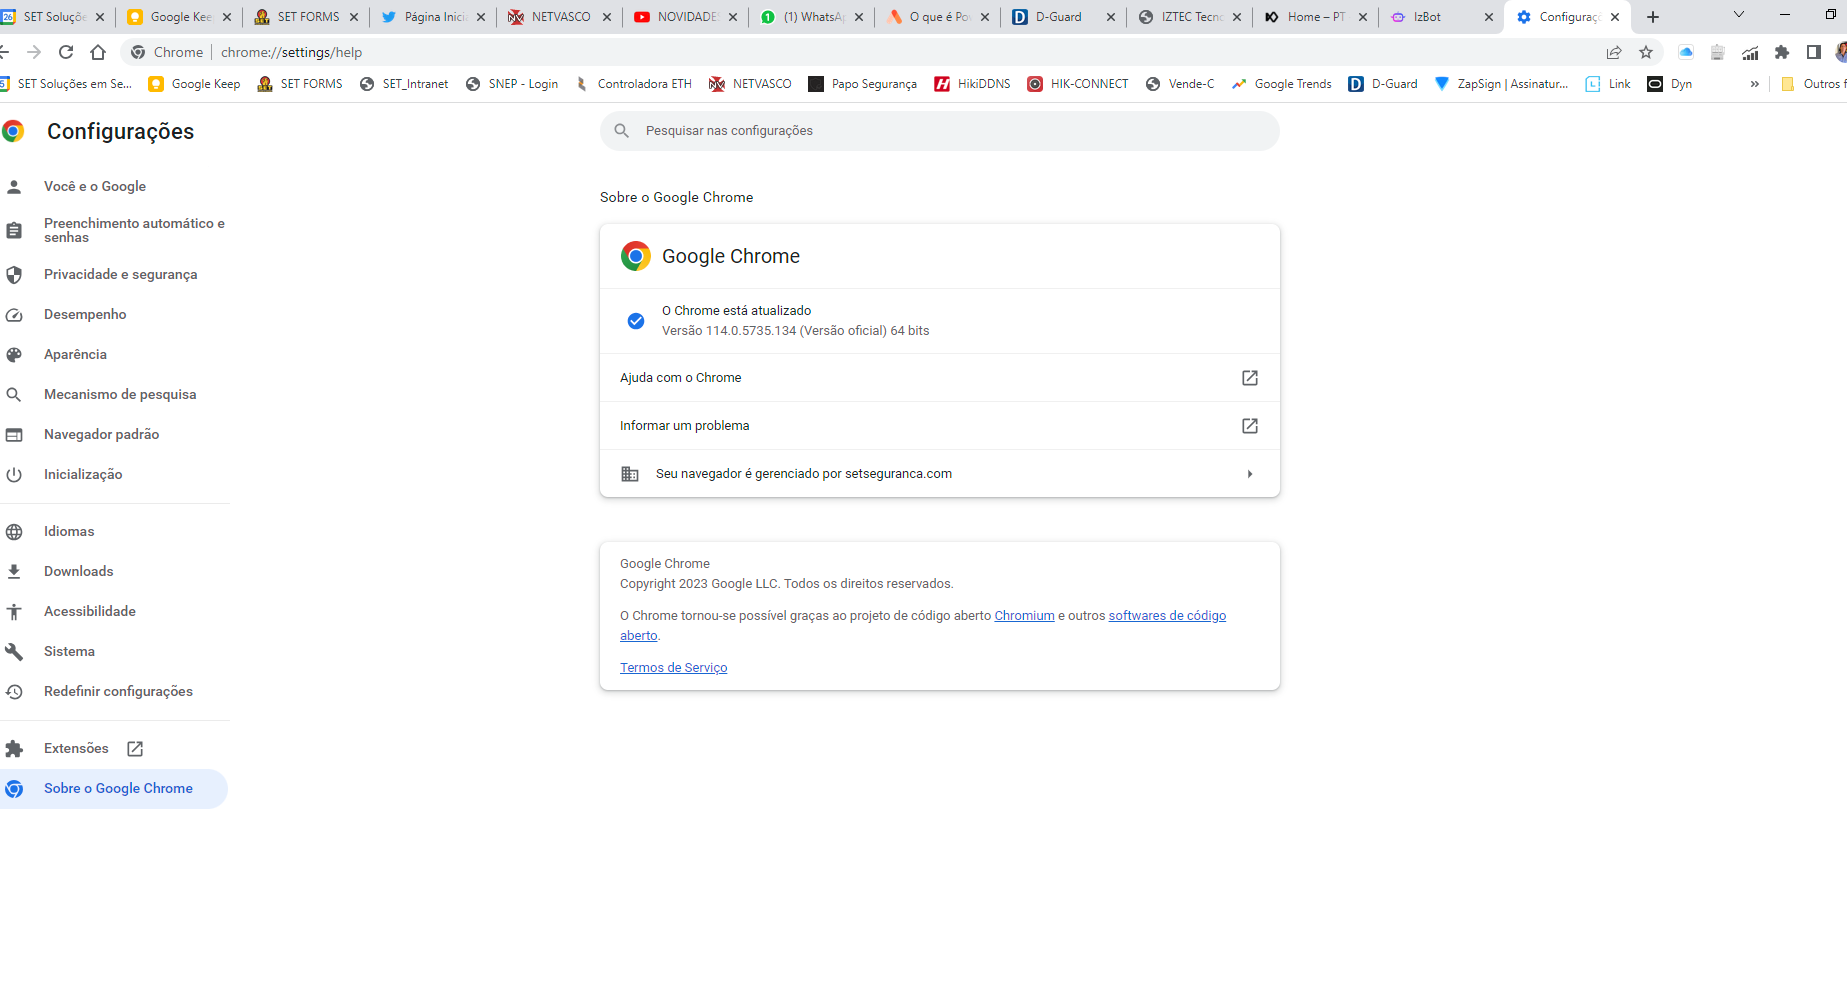 SET Soluçõe
Google Kee
SET FORMS
Página Inicia
NETVASCO
NOVIDADES
(1) WhatsAp
O que é Po
D-Guard
IZTEC Tecno
Home – PT
IzBot
Configuraçõ
Chrome
chrome://settings/help
SET Soluções em Se...
Google Keep
SET FORMS
SET_Intranet
SNEP - Login
Controladora ETH
NETVASCO
Papo Segurança
HikiDDNS
HIK-CONNECT
Vende-C
Google Trends
D-Guard
ZapSign | Assinatur...
Link
Dyn
»
Outros f
Configurações
Pesquisar nas configurações
Você e o Google
Preenchimento automático e
senhas
Privacidade e segurança
Desempenho
Aparência
Mecanismo de pesquisa
Navegador padrão
Inicialização
Idiomas
Downloads
Acessibilidade
Sistema
Redefinir configurações
Extensões
Sobre o Google Chrome
Sobre o Google Chrome
Google Chrome
O Chrome está atualizado
Versão 114.0.5735.134 (Versão oficial) 64 bits
Ajuda com o Chrome
Informar um problema
Seu navegador é gerenciado por setseguranca.com
Google Chrome
Copyright 2023 Google LLC. Todos os direitos reservados.
O Chrome tornou-se possível graças ao projeto de código aberto Chromium e outros softwares de código
aberto.
Termos de Serviço